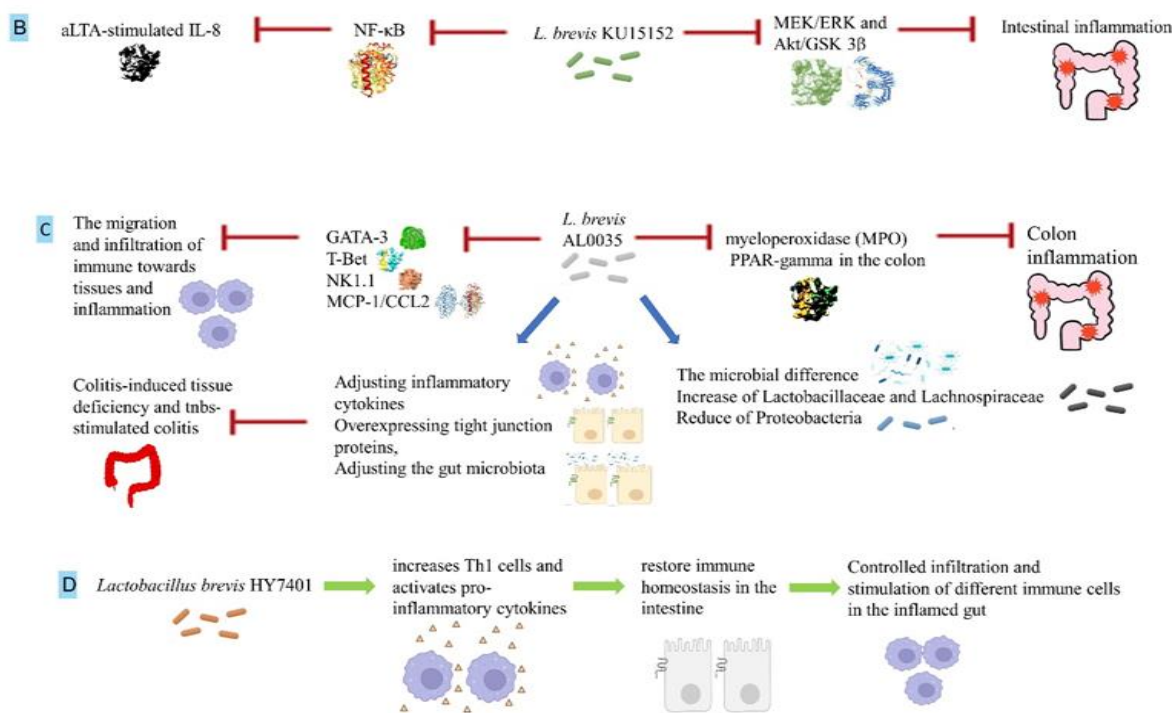 B
aLTA-stimulated IL-8
NF-κB
L. brevis KU15152
MEK/ERK and
Akt/GSK 3β
Intestinal inflammation
C
The migration
and infiltration of
immune towards
tissues and
inflammation
GATA-3
T-Bet
NK1.1
MCP-1/CCL2
L. brevis
AL0035
myeloperoxidase (MPO)
PPAR-gamma in the colon
Colon
inflammation
Colitis-induced tissue
deficiency and tnbs-
stimulated colitis
Adjusting inflammatory
cytokines
Overexpressing tight junction
proteins,
Adjusting the gut microbiota
The microbial difference
Increase of Lactobacillaceae and Lachnospiraceae
Reduce of Proteobacteria
D
Lactobacillus brevis HY7401
increases Th1 cells and
activates pro-
inflammatory cytokines
restore immune
homeostasis in the
intestine
Controlled infiltration and
stimulation of different immune cells
in the inflamed gut